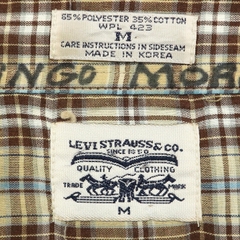 65% POLYESTER 35% COTTON
WPL 423
M
CARE INSTRUCTIONS IN SIDESEAM
MADE IN KOREA
NGO MOR
LEVI STRAUSS & CO.
SINCE 1850
QUALITY CLOTHING
TRADE MARK
M